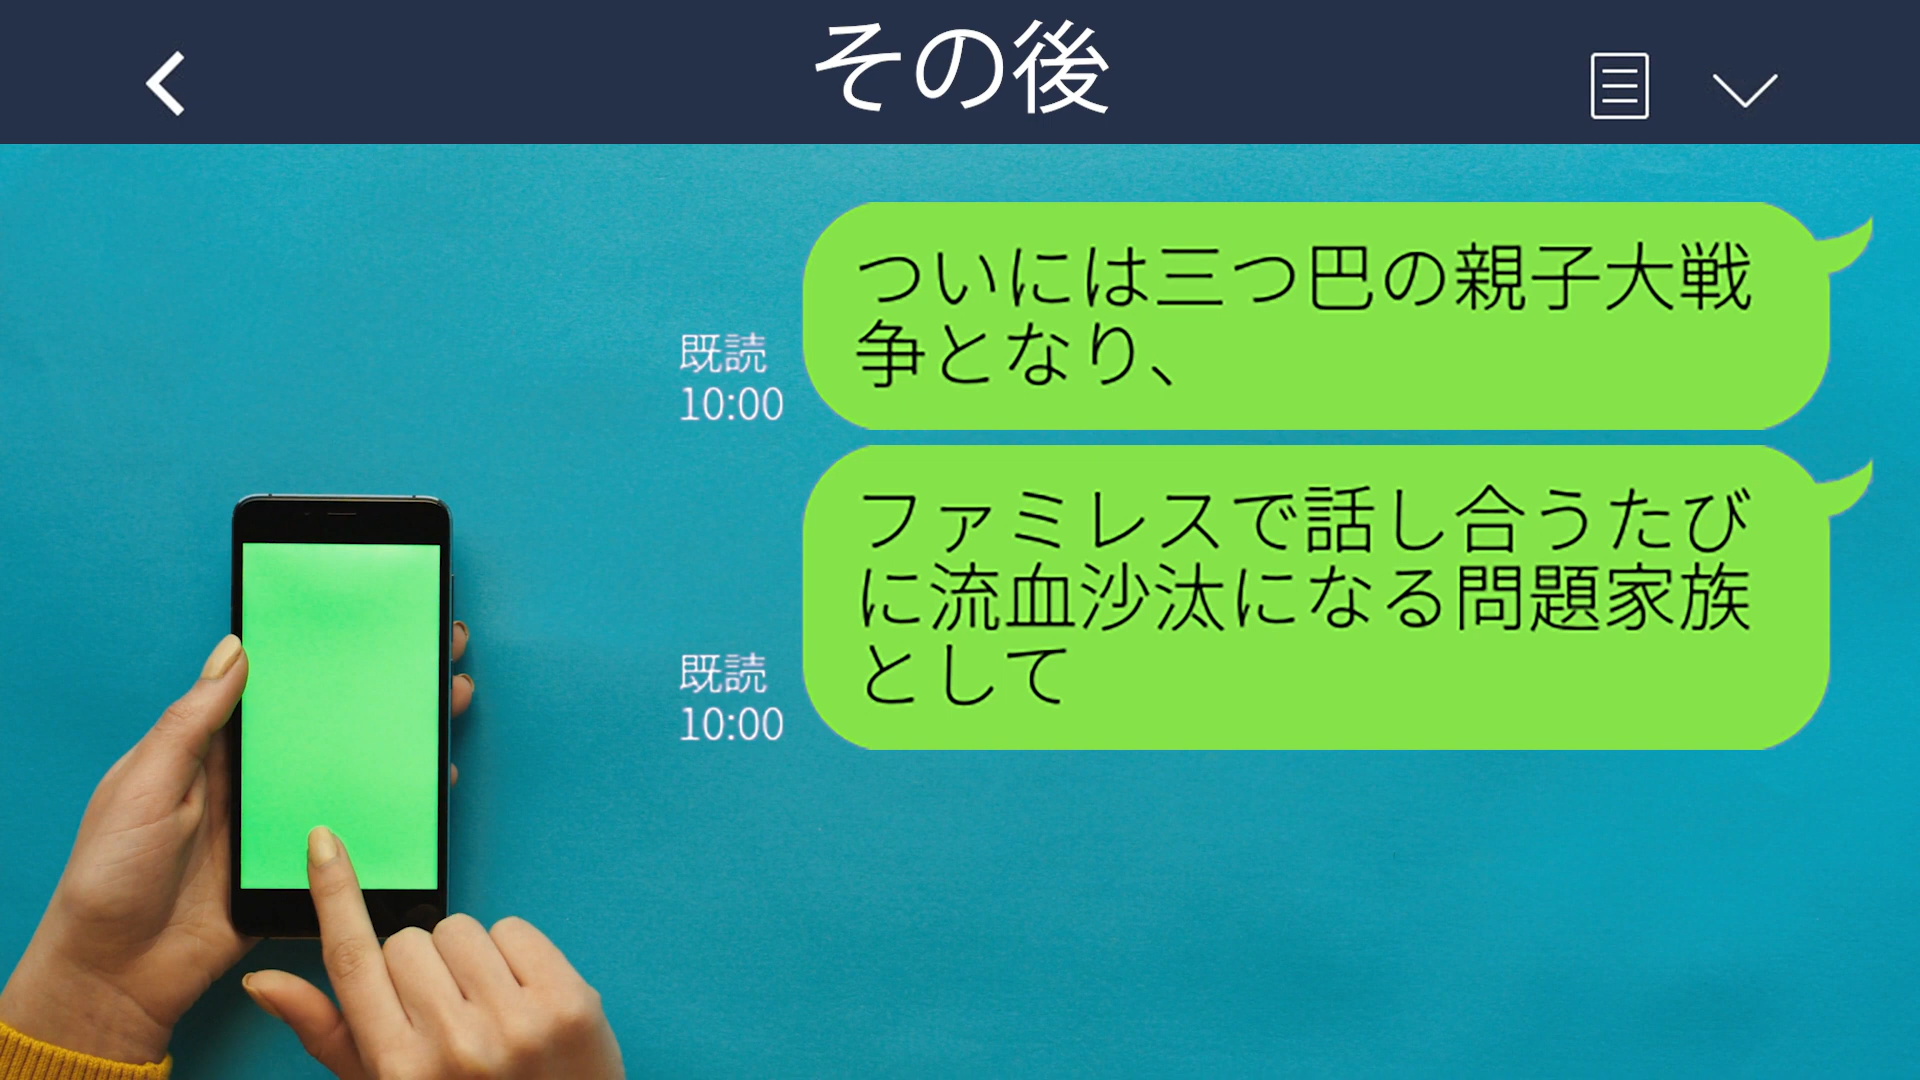 その後
ついには三つ巴の親子大戦
争となり、
既読
10:00
ファミレスで話し合うたび
に流血沙汰になる問題家族
として
既読
10:00